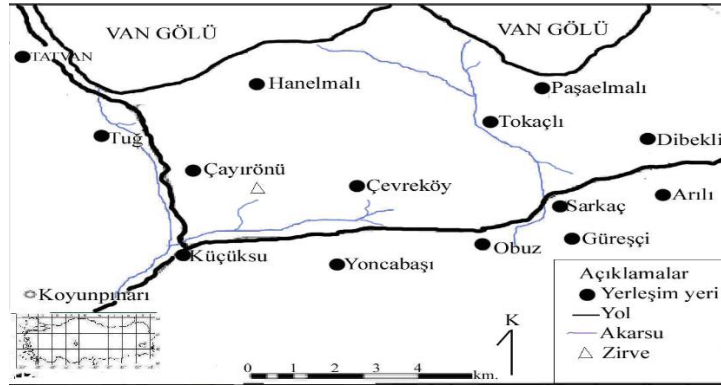 VAN GÖLÜ
VAN GÖLÜ
TATVAN
Hanelmalı
Paşaelmalı
Tokaçlı
Tuğ
Dibekli
Çayırönü
Çevreköy
Arılı
Sarkaç
Küçüksu
Yoncabaşı
Obuz
Güreşçi
Koyunpınarı
Açıklamalar
Yerleşim yeri
Yol
Akarsu
Zirve
K
0 1 2 3 4 km.